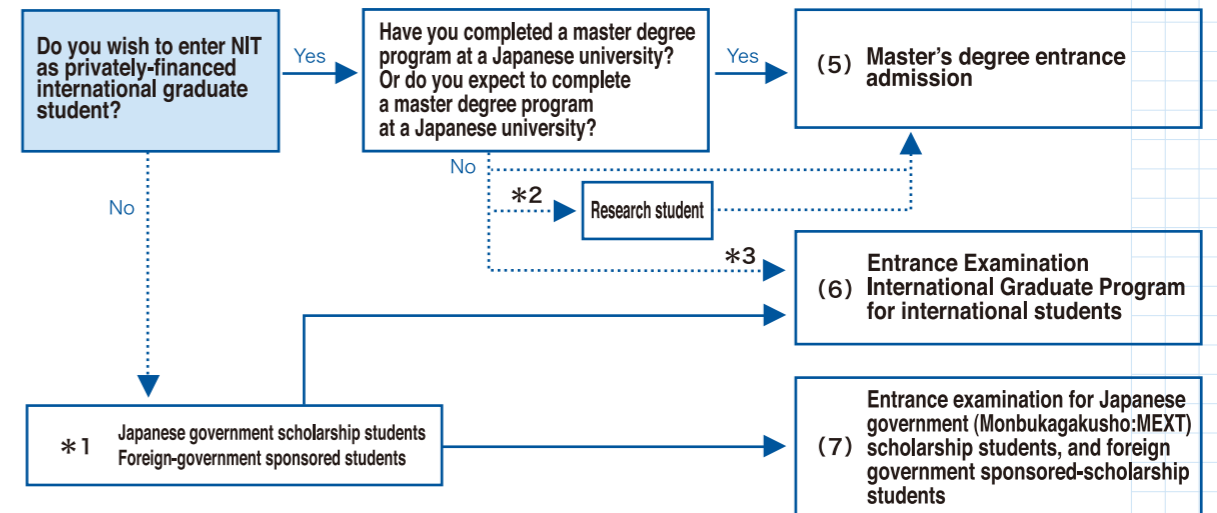 Do you wish to enter NIT
as privately-financed
international graduate
student?
Yes
Have you completed a master degree
program at a Japanese university?
Or do you expect to complete
a master degree program
at a Japanese university?
Yes
(5) Master's degree entrance
admission
No
No
*2
Research student
*3
(6) Entrance Examination
International Graduate Program
for international students
*1 Japanese government scholarship students
Foreign-government sponsored students
(7) Entrance examination for Japanese
government (Monbukagakusho:MEXT)
scholarship students, and foreign
government sponsored-scholarship
students